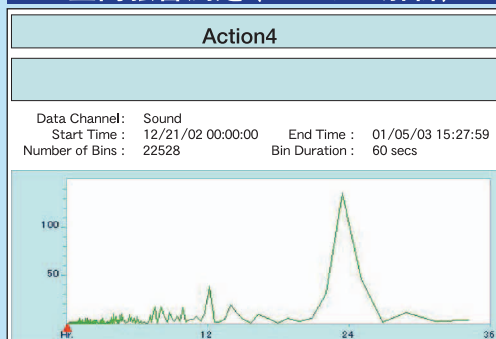 Action4
Data Channel: Sound
Start Time : 12/21/02 00:00:00 End Time : 01/05/03 15:27:59
Number of Bins : 22528 Bin Duration : 60 secs
100
50
Hr. 12 24 36